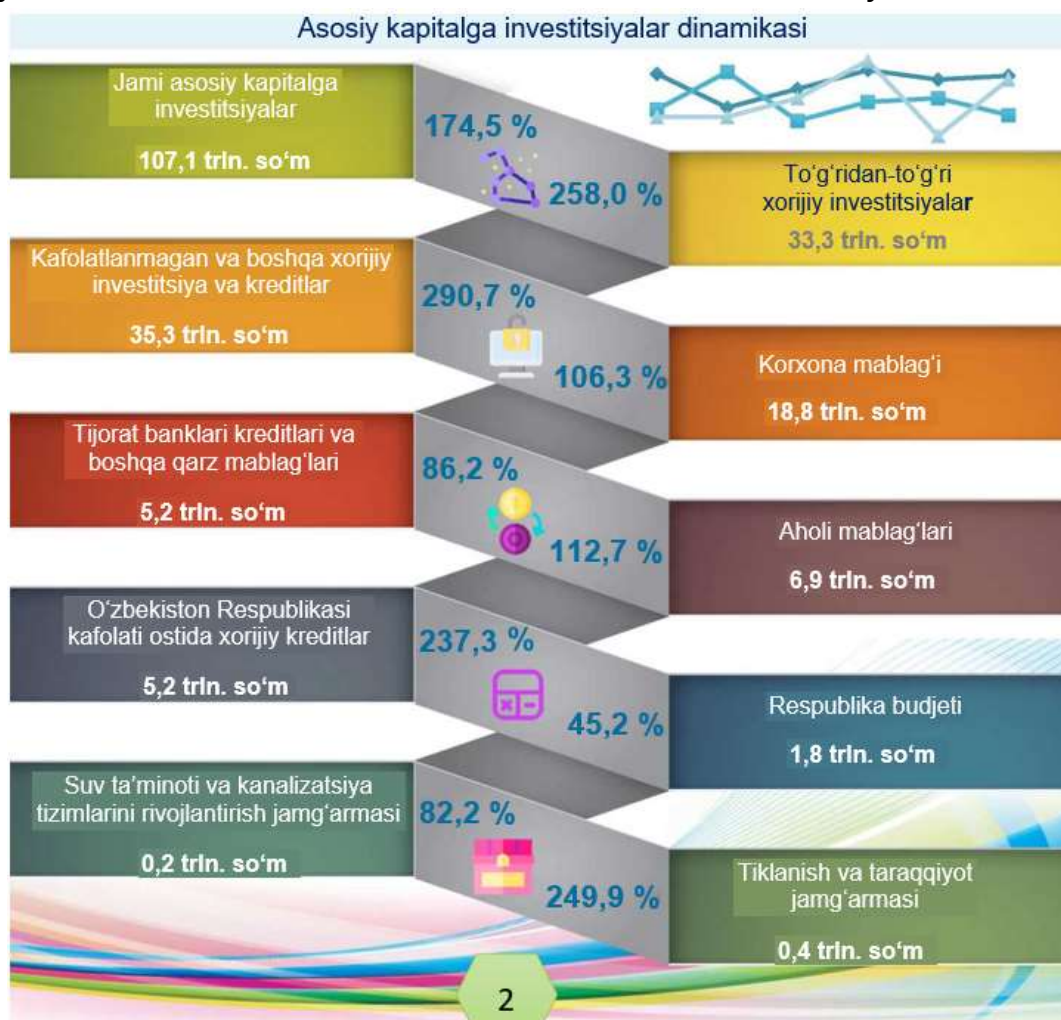 Asosiy kapitalga investitsiyalar dinamikasi
Jami asosiy kapitalga
investitsiyalar
107,1 trln. so‘m
174,5 %
258,0 %
To‘g‘ridan-to‘g‘ri
xorijiy investitsiyalar
33,3 trln. so‘m
Kafolatlanmagan va boshqa xorijiy
investitsiya va kreditlar
35,3 trln. so‘m
290,7 %
106,3 %
Korxona mablag‘i
18,8 trln. so‘m
Tijorat banklari kreditlari va
boshqa qarz mablag‘lari
5,2 trln. so‘m
86,2 %
112,7 %
Aholi mablag‘lari
6,9 trln. so‘m
O‘zbekiston Respublikasi
kafolati ostida xorijiy kreditlar
5,2 trln. so‘m
237,3 %
45,2 %
Respublika budjeti
1,8 trln. so‘m
Suv ta’minoti va kanalizatsiya
tizimlarini rivojlantirish jamg‘armasi
0,2 trln. so‘m
82,2 %
249,9 %
Tiklanish va taraqqiyot
jamg‘armasi
0,4 trln. so‘m
2